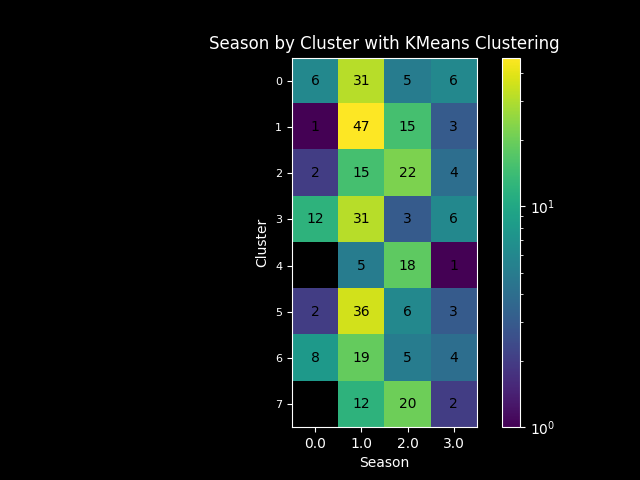 Season by Cluster with KMeans Clustering
0 6 31 5 6
1 1 47 15 3
2 2 15 22 4
3 12 31 3 6
4 5 18 1
5 2 36 6 3
6 8 19 5 4
7 12 20 2
0.0 1.0 2.0 3.0
Season
Cluster
10¹
10⁰